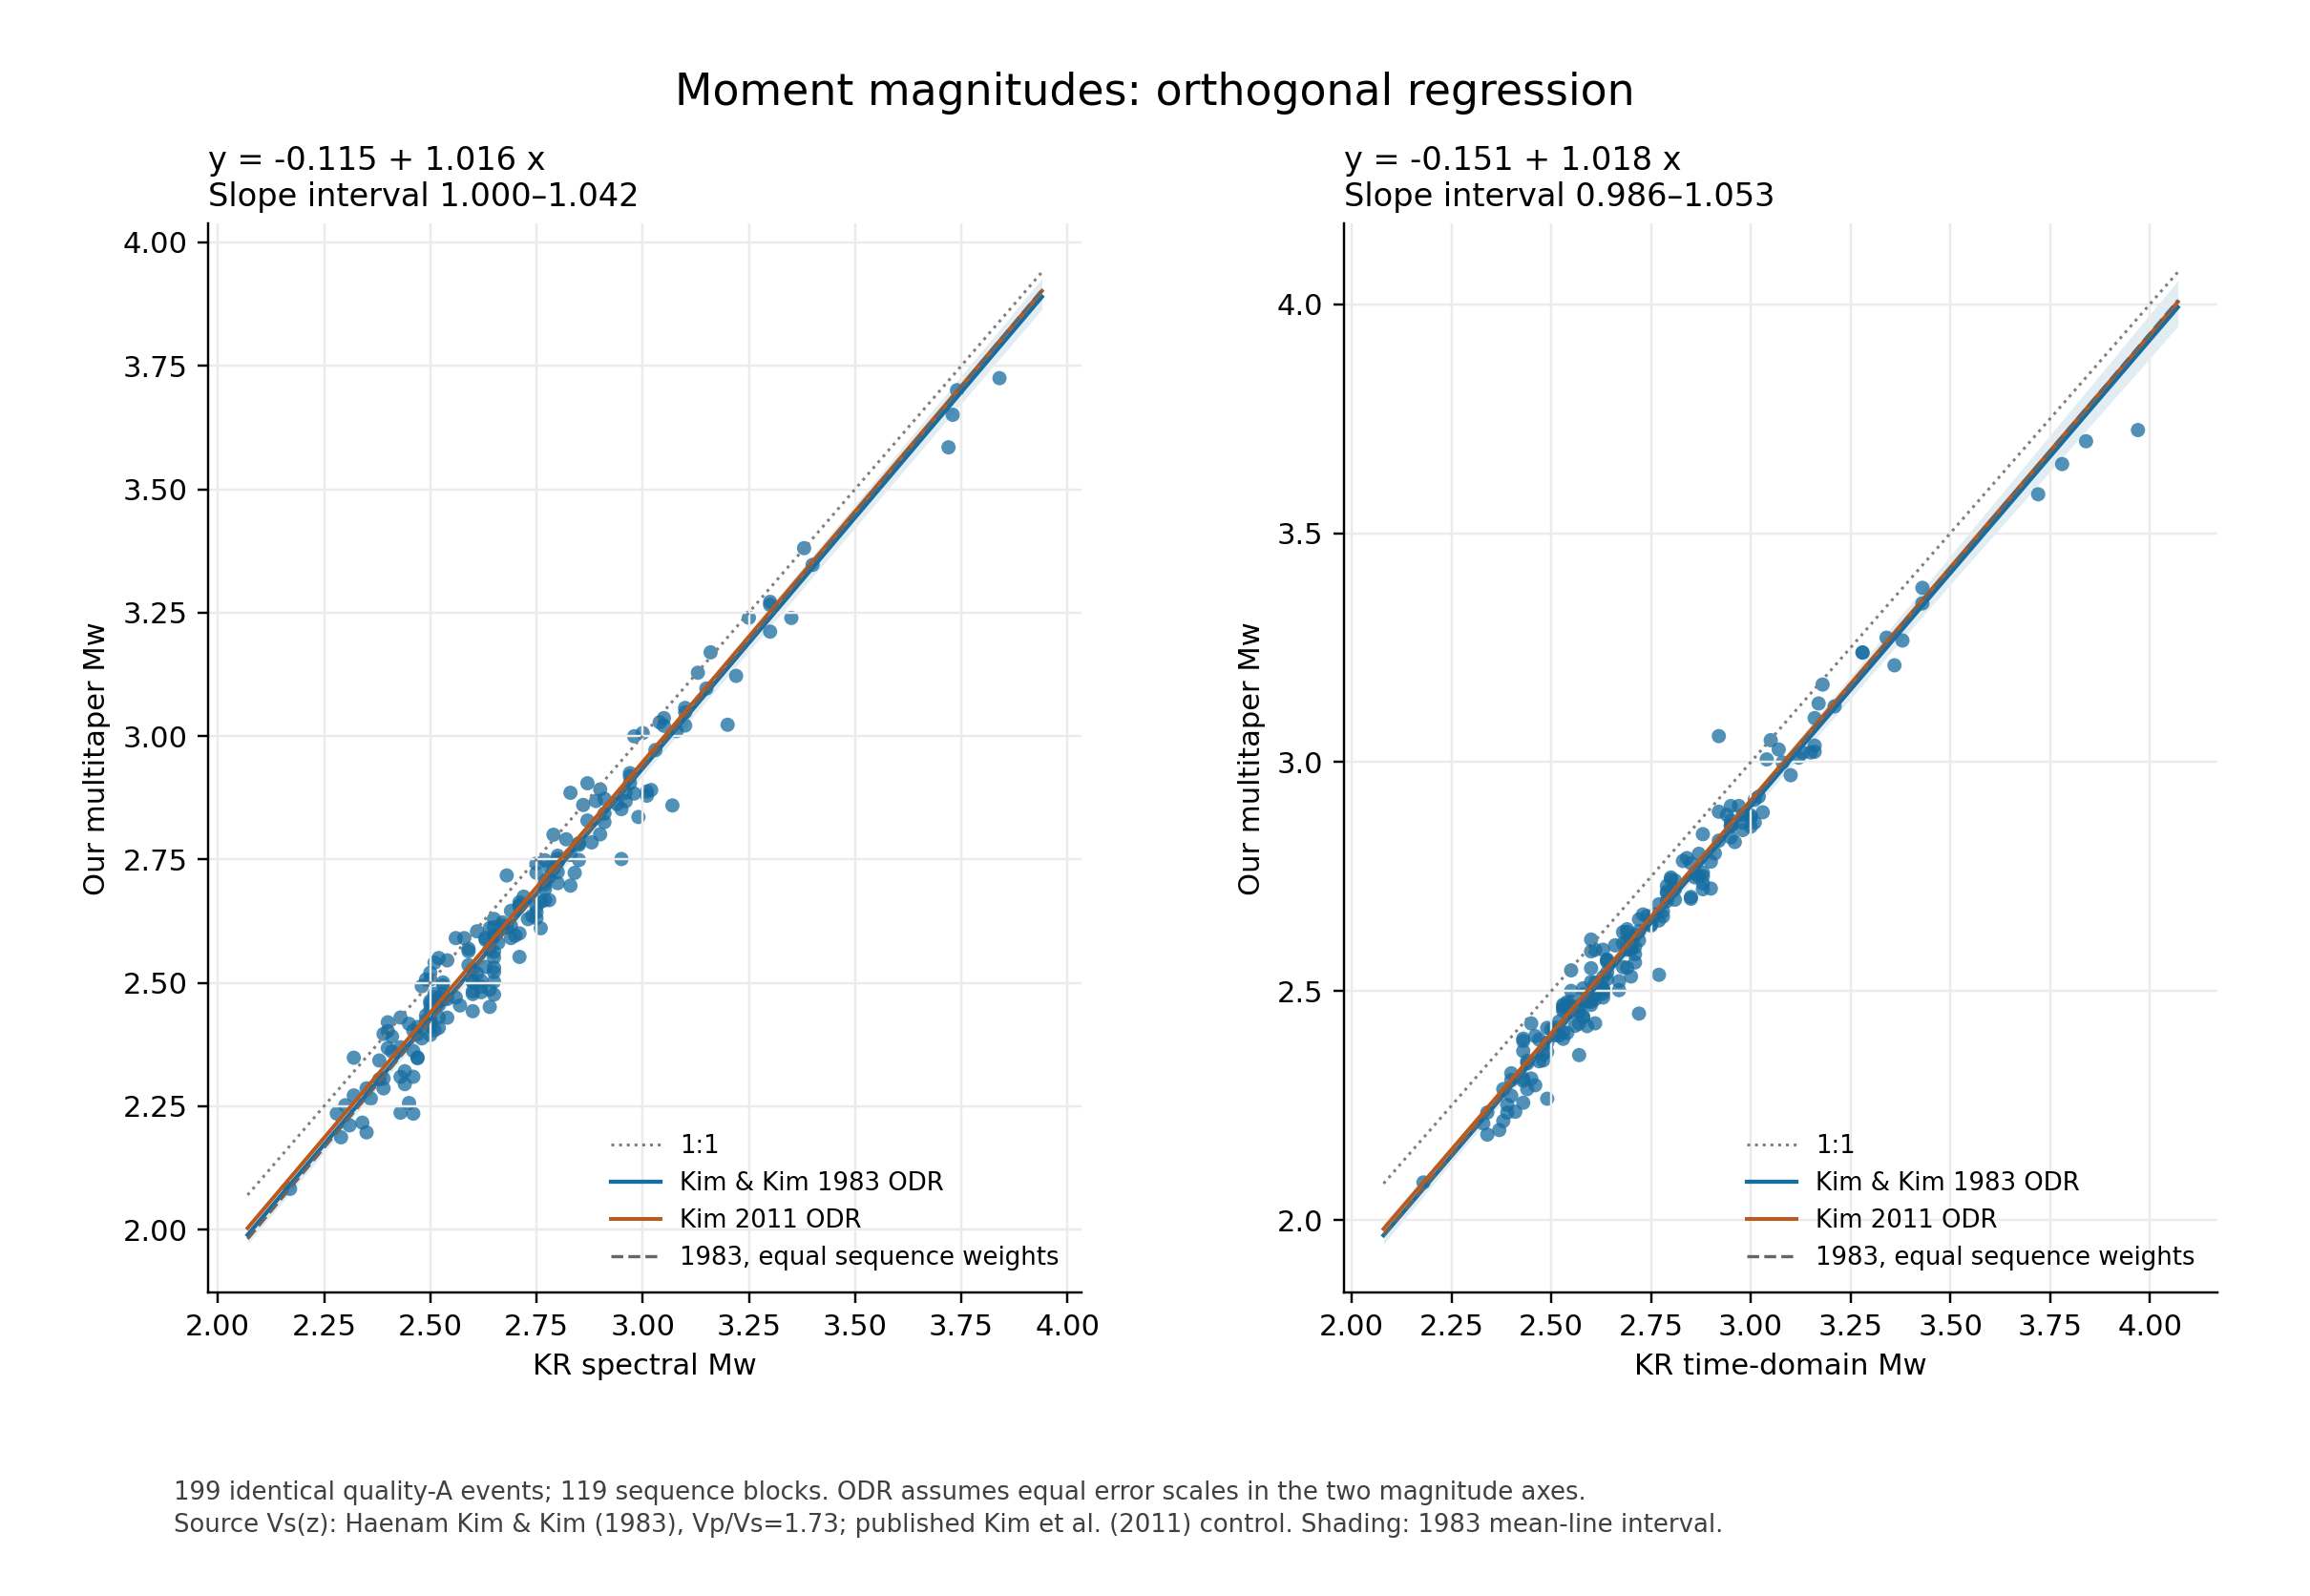 Moment magnitudes: orthogonal regression
y = -0.115 + 1.016 x
Slope interval 1.000–1.042
4.00
3.75
3.50
3.25
3.00
2.75
2.50
2.25
2.00
Our multitaper Mw
1:1
Kim & Kim 1983 ODR
Kim 2011 ODR
1983, equal sequence weights
2.00 2.25 2.50 2.75 3.00 3.25 3.50 3.75 4.00
KR spectral Mw
y = -0.151 + 1.018 x
Slope interval 0.986–1.053
4.0
3.5
3.0
2.5
2.0
Our multitaper Mw
1:1
Kim & Kim 1983 ODR
Kim 2011 ODR
1983, equal sequence weights
2.00 2.25 2.50 2.75 3.00 3.25 3.50 3.75 4.00
KR time-domain Mw
199 identical quality-A events; 119 sequence blocks. ODR assumes equal error scales in the two magnitude axes.
Source Vs(z): Haenam Kim & Kim (1983), Vp/Vs=1.73; published Kim et al. (2011) control. Shading: 1983 mean-line interval.